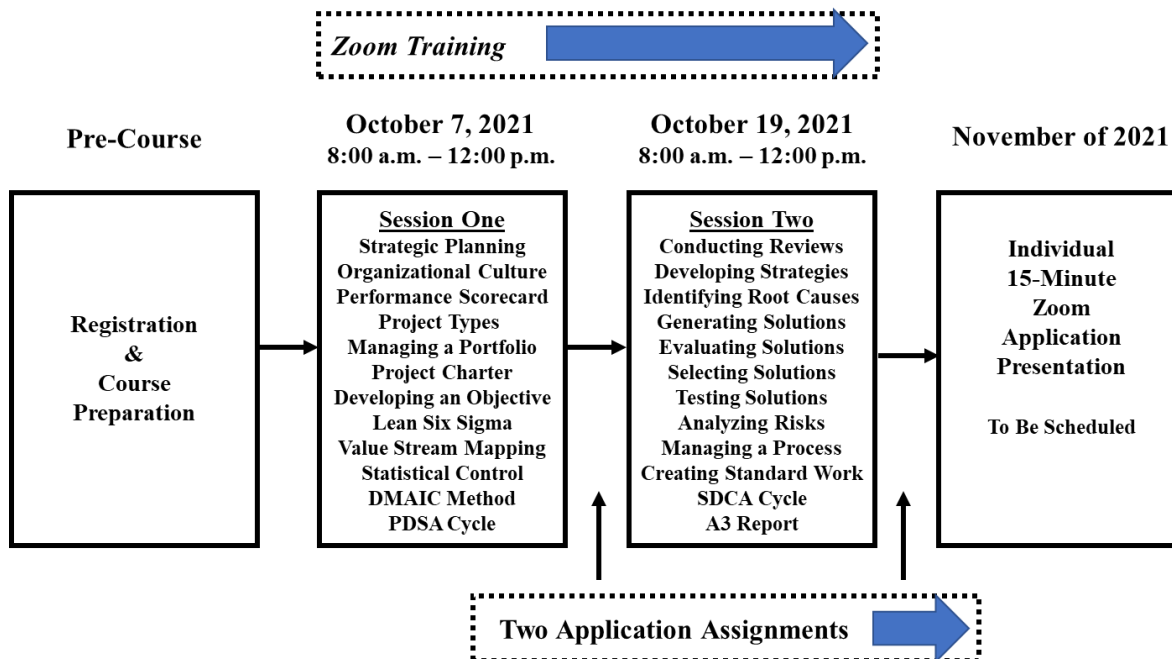 Zoom Training
Pre-Course
October 7, 2021
8:00 a.m. – 12:00 p.m.
October 19, 2021
8:00 a.m. – 12:00 p.m.
November of 2021
Registration
&
Course
Preparation
Session One
Strategic Planning
Organizational Culture
Performance Scorecard
Project Types
Managing a Portfolio
Project Charter
Developing an Objective
Lean Six Sigma
Value Stream Mapping
Statistical Control
DMAIC Method
PDSA Cycle
Session Two
Conducting Reviews
Developing Strategies
Identifying Root Causes
Generating Solutions
Evaluating Solutions
Selecting Solutions
Testing Solutions
Analyzing Risks
Managing a Process
Creating Standard Work
SDCA Cycle
A3 Report
Individual
15-Minute
Zoom
Application
Presentation
To Be Scheduled
Two Application Assignments